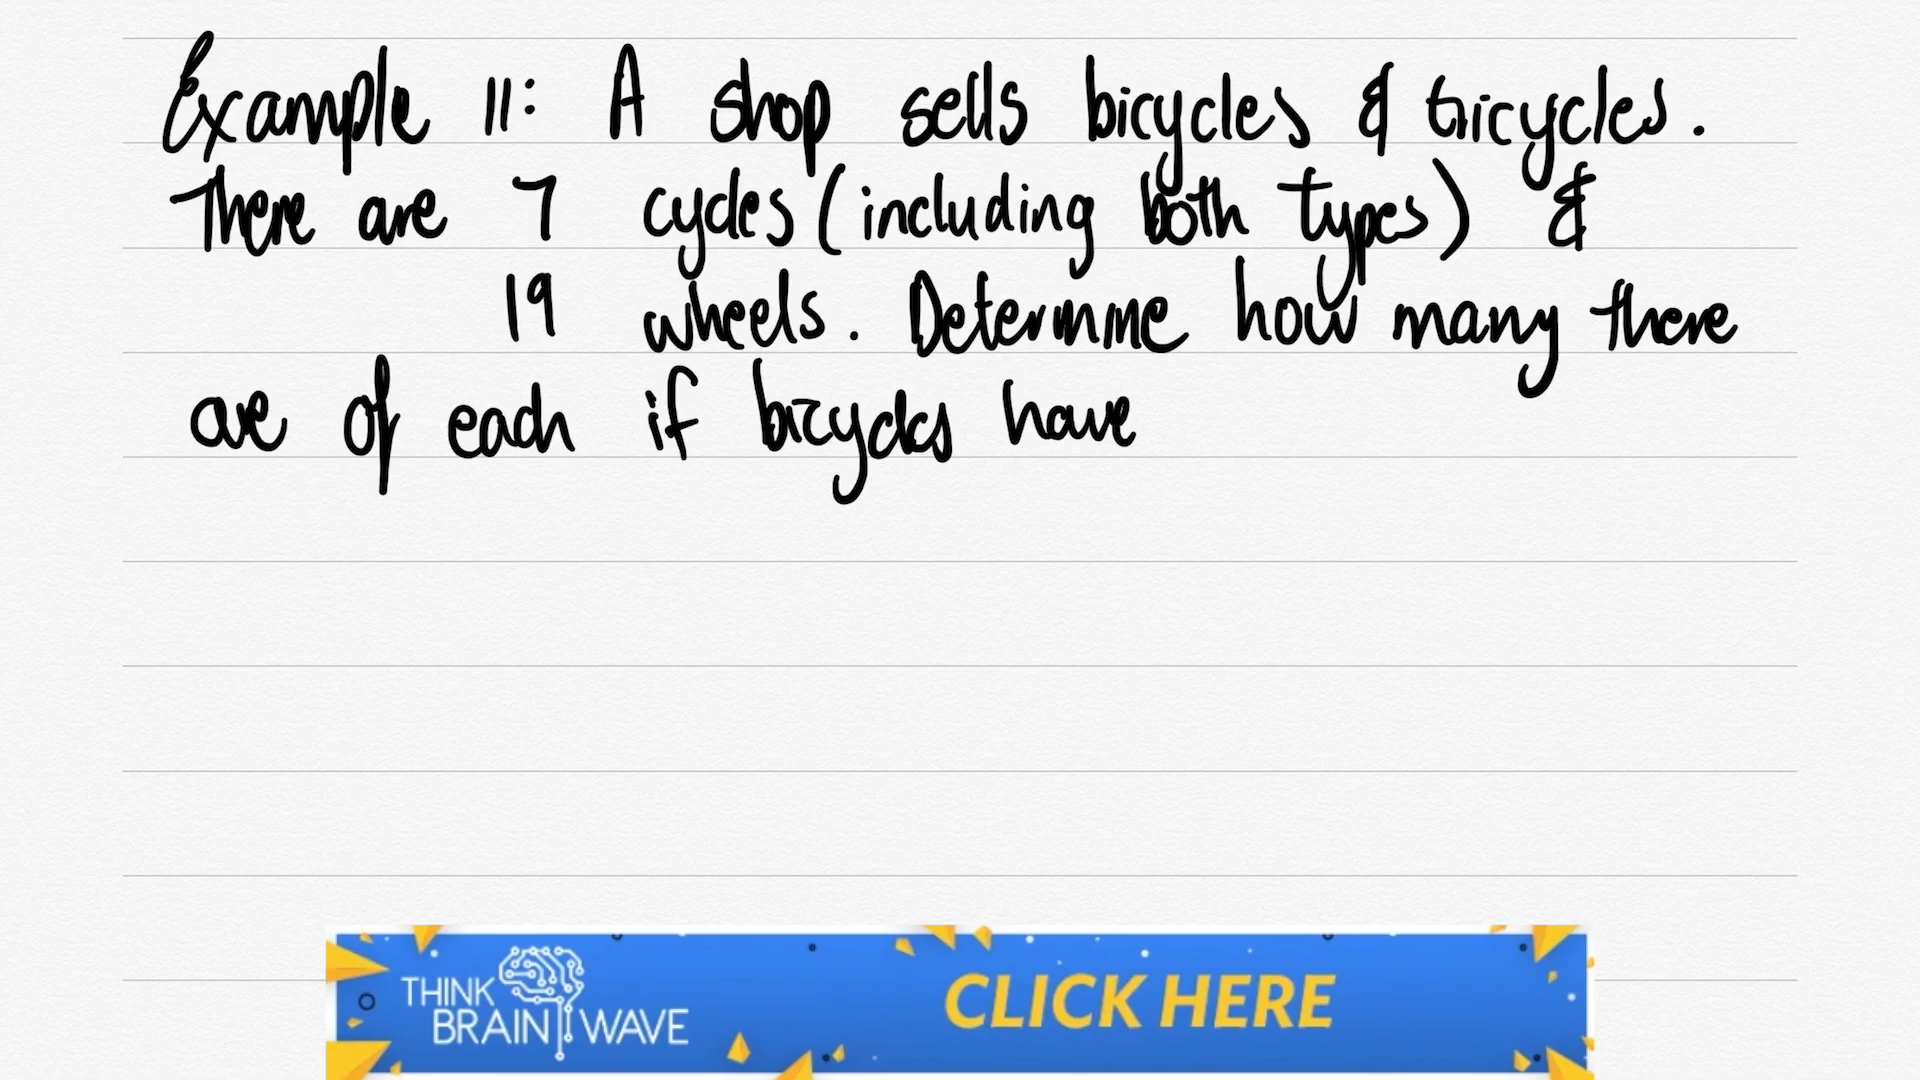 Example 11: A shop sells bicycles & tricycles.
There are 7 cycles (including both types) &
19 wheels. Determine how many there
are of each if bicycles have
THINK
BRAIN WAVE
CLICK HERE